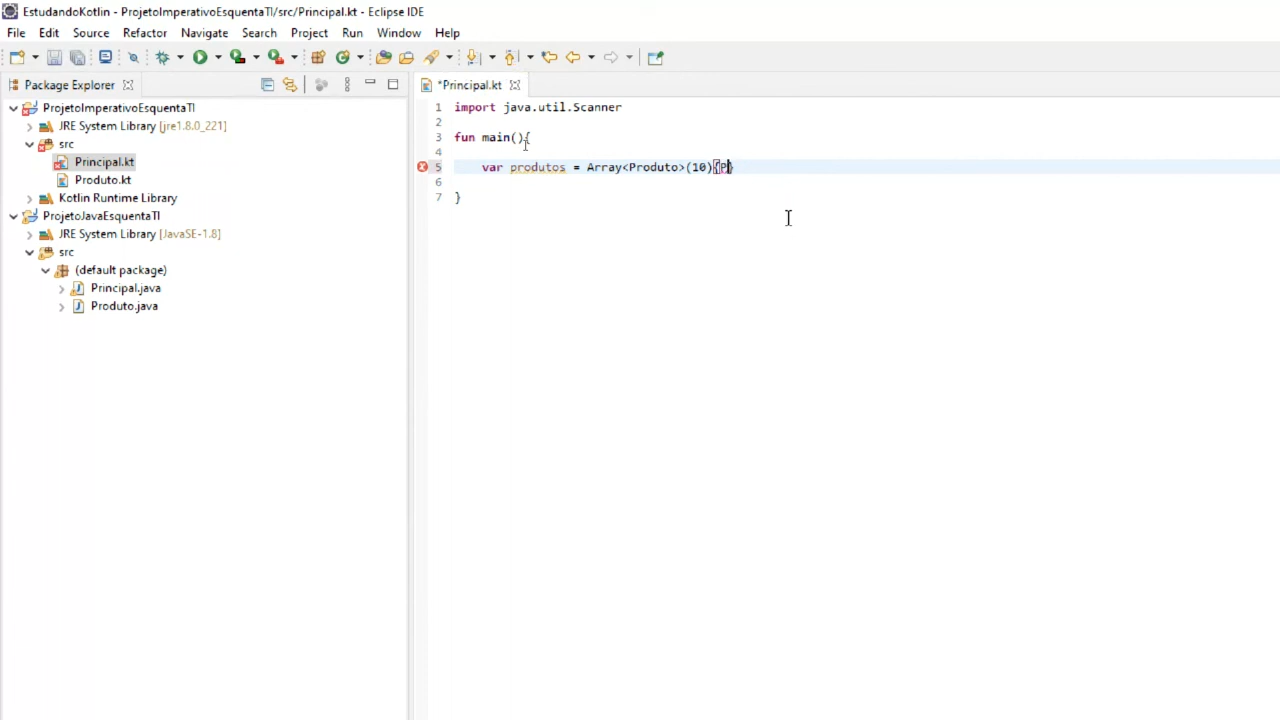 EstudandoKotlin - ProjetoImperativoEsquentaTI/src/Principal.kt - Eclipse IDE
File Edit Source Refactor Navigate Search Project Run Window Help
Package Explorer
*Principal.kt
ProjetoImperativoEsquentaTI
JRE System Library [jre1.8.0_221]
src
Principal.kt
Produto.kt
Kotlin Runtime Library
ProjetoJavaEsquentaTI
JRE System Library [JavaSE-1.8]
src
(default package)
Principal.java
Produto.java
1 import java.util.Scanner
2
3 fun main(){
4
5 var produtos = Array<Produto>(10){P}
6
7 }